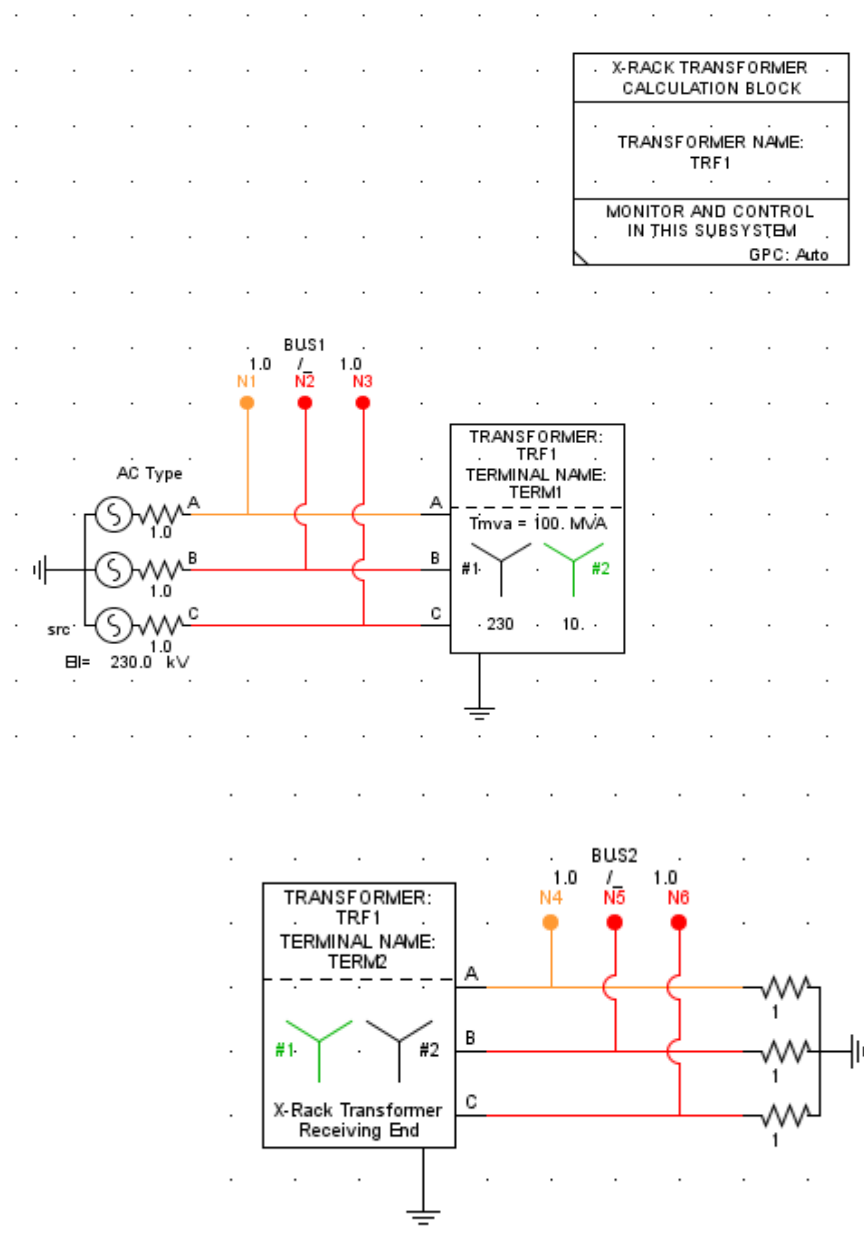 X-RACK TRANSFORMER
CALCULATION BLOCK
TRANSFORMER NAME:
TRF1
MONITOR AND CONTROL
IN THIS SUBSYSTEM
GPC: Auto
BUS1
1.0 /_ 1.0
N1 N2 N3
AC Type
A
1.0
B
1.0
C
1.0
src
230.0 kV
TRANSFORMER:
TRF1
TERMINAL NAME:
TERM1
A
Tmva = 100. MVA
B
#1 #2
C
230 10.
BUS2
1.0 /_ 1.0
N4 N5 N6
TRANSFORMER:
TRF1
TERMINAL NAME:
TERM2
A
1
#1 #2
B
1
X-Rack Transformer
Receiving End
C
1